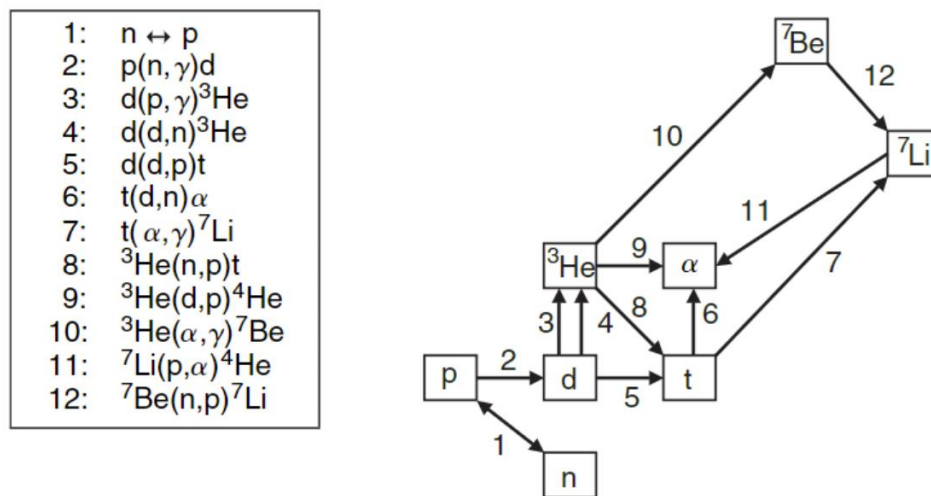 1: n ↔ p
2: p(n, γ)d
3: d(p, γ)³He
4: d(d,n)³He
5: d(d,p)t
6: t(d,n)α
7: t(α,γ)⁷Li
8: ³He(n,p)t
9: ³He(d,p)⁴He
10: ³He(α,γ)⁷Be
11: ⁷Li(p,α)⁴He
12: ⁷Be(n,p)⁷Li
⁷Be
12
10
⁷Li
11
³He
9
α
7
3
4
8
6
p
2
d
5
t
1
n